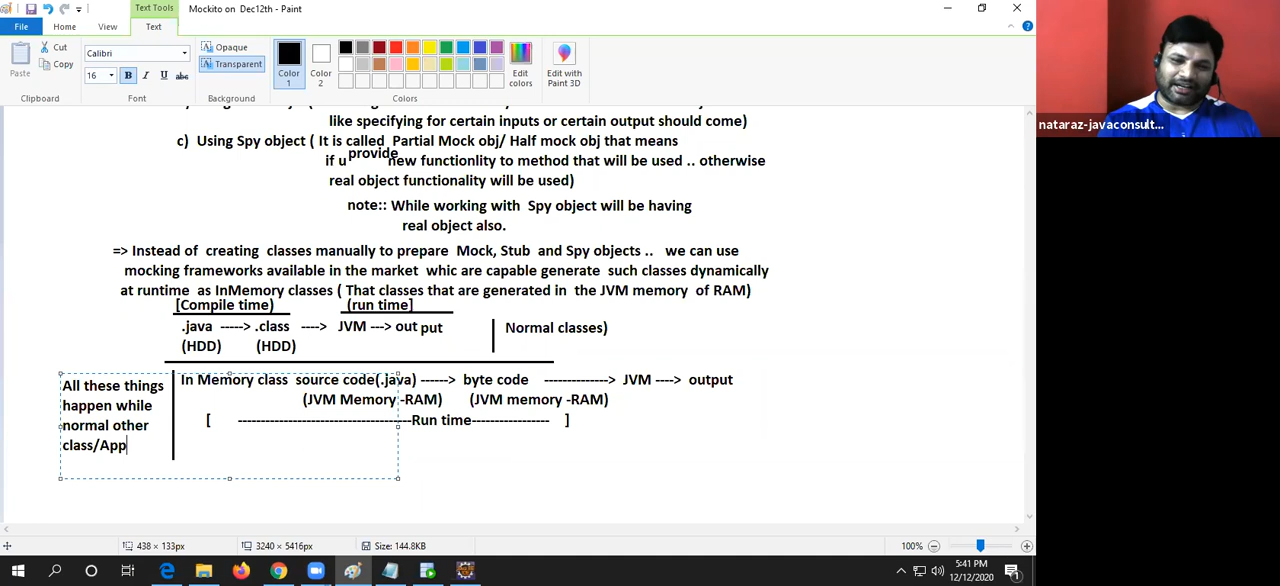 Text Tools
Mockito on Dec12th - Paint
File
Home
View
Text
Paste
Cut
Copy
Clipboard
Calibri
16
B I U abc
Font
Opaque
Transparent
Background
Color 1
Color 2
Edit colors
Edit with Paint 3D
Colors
like specifying for certain inputs or certain output should come)
c) Using Spy object ( It is called Partial Mock obj/ Half mock obj that means
if u provide new functionlity to method that will be used .. otherwise
real object functionality will be used)
note:: While working with Spy object will be having
real object also.
=> Instead of creating classes manually to prepare Mock, Stub and Spy objects .. we can use
mocking frameworks available in the market whic are capable generate such classes dynamically
at runtime as InMemory classes ( That classes that are generated in the JVM memory of RAM)
[Compile time) (run time]
.java -----> .class ----> JVM ---> out put Normal classes)
(HDD) (HDD)
All these things
happen while
normal other
class/App
In Memory class source code(.java) ------> byte code --------------> JVM ----> output
(JVM Memory -RAM) (JVM memory -RAM)
[ --------------------------------------Run time----------------- ]
438 × 133px
3240 × 5416px
Size: 144.8KB
100%
5:41 PM
12/12/2020
nataraz-javaconsult...